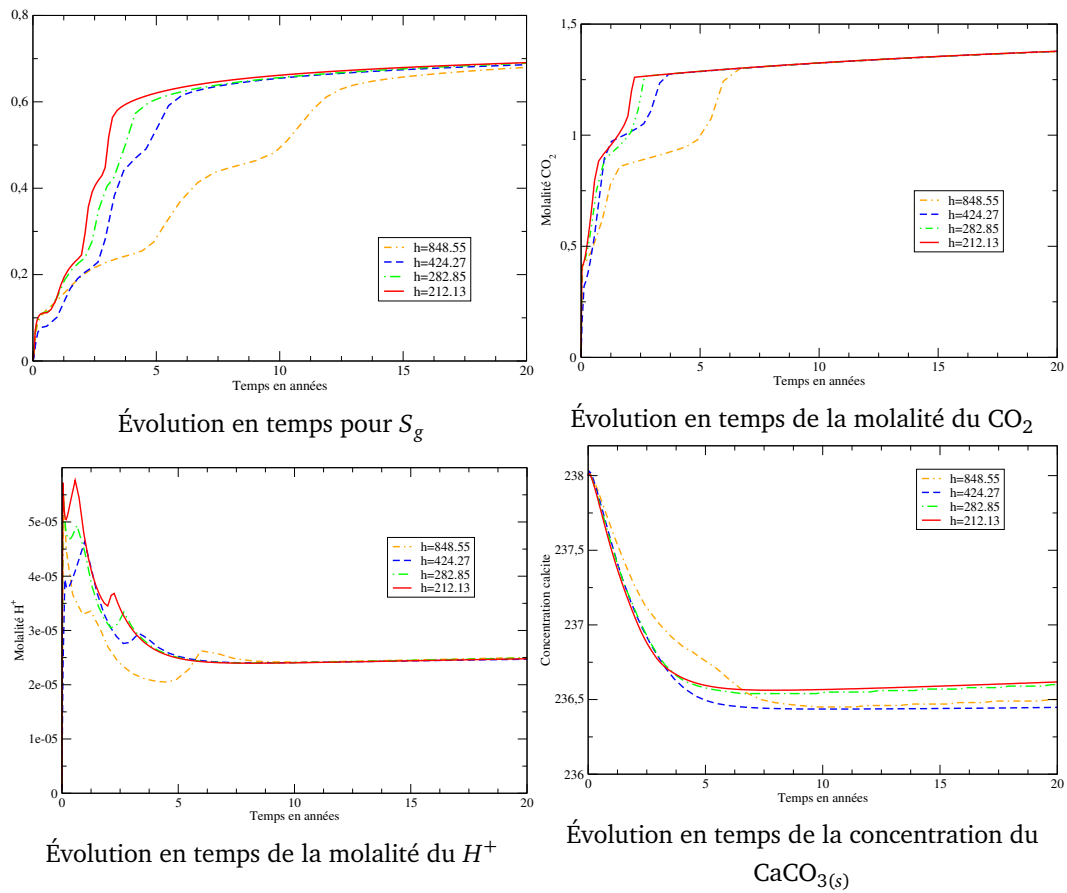 0,8
0,6
0,4
0,2
0
0 5 10 15 20
Temps en années
h=848.55
h=424.27
h=282.85
h=212.13
Évolution en temps pour S_g
1,5
1
0,5
0
Molalité CO2
0 5 10 15 20
Temps en années
h=848.55
h=424.27
h=282.85
h=212.13
Évolution en temps de la molalité du CO2
5e-05
4e-05
3e-05
2e-05
1e-05
0
Molalité H+
0 5 10 15 20
Temps en années
h=848.55
h=424.27
h=282.85
h=212.13
Évolution en temps de la molalité du H+
238
237,5
237
236,5
236
Concentration calcite
0 5 10 15 20
Temps en années
h=848.55
h=424.27
h=282.85
h=212.13
Évolution en temps de la concentration du
CaCO3(s)